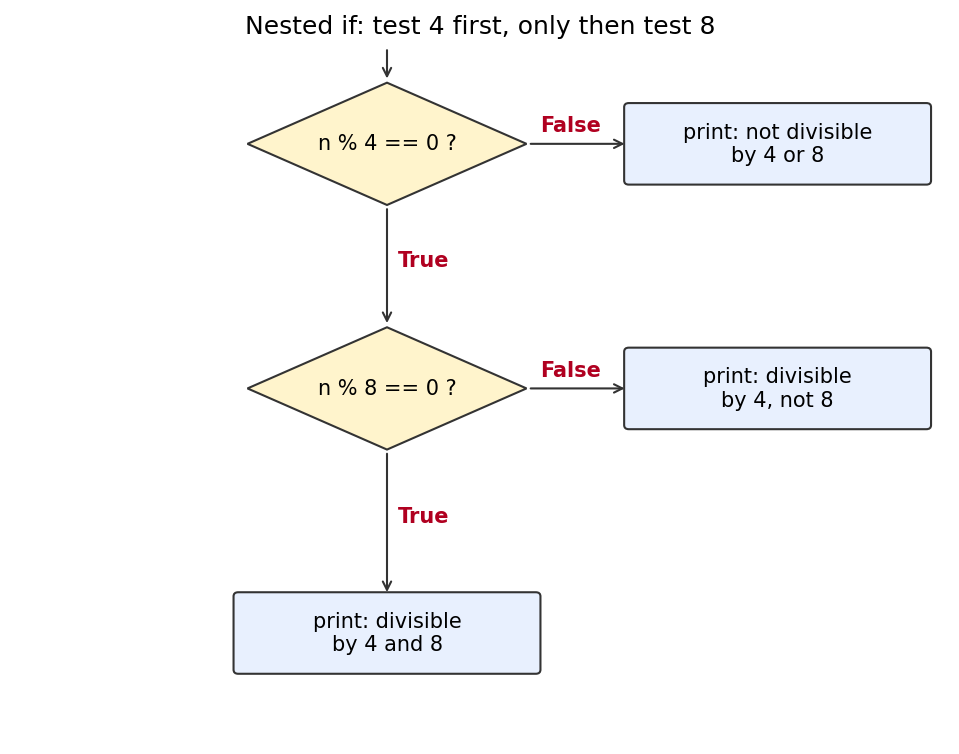 Nested if: test 4 first, only then test 8
n % 4 == 0 ?
False
print: not divisible
by 4 or 8
True
n % 8 == 0 ?
False
print: divisible
by 4, not 8
True
print: divisible
by 4 and 8